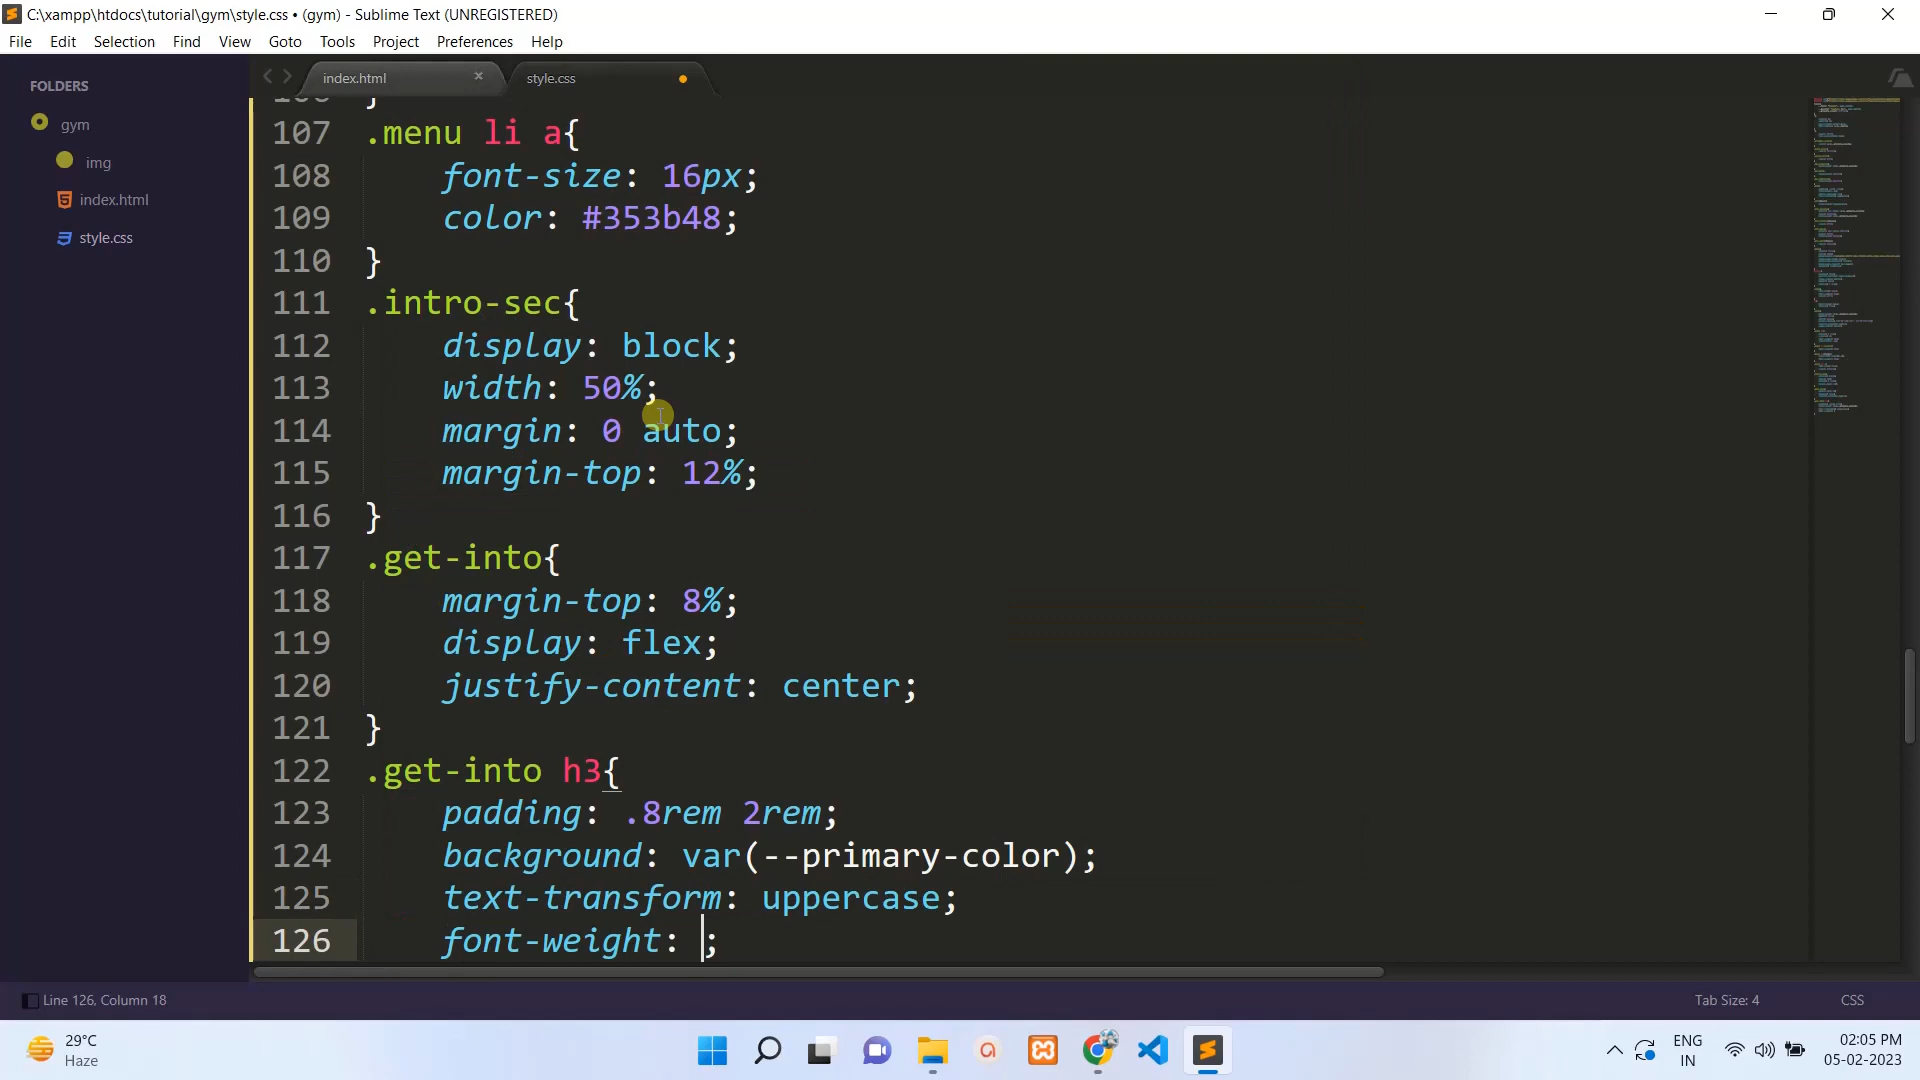 C:\xampp\htdocs\tutorial\gym\style.css • (gym) - Sublime Text (UNREGISTERED)
File Edit Selection Find View Goto Tools Project Preferences Help
FOLDERS
gym
img
index.html
style.css
index.html
style.css
}
107 .menu li a{
108 font-size: 16px;
109 color: #353b48;
110 }
111 .intro-sec{
112 display: block;
113 width: 50%;
114 margin: 0 auto;
115 margin-top: 12%;
116 }
117 .get-into{
118 margin-top: 8%;
119 display: flex;
120 justify-content: center;
121 }
122 .get-into h3{
123 padding: .8rem 2rem;
124 background: var(--primary-color);
125 text-transform: uppercase;
126 font-weight: ;
Line 126, Column 18
Tab Size: 4
CSS
29°C
Haze
ENG
IN
02:05 PM
05-02-2023